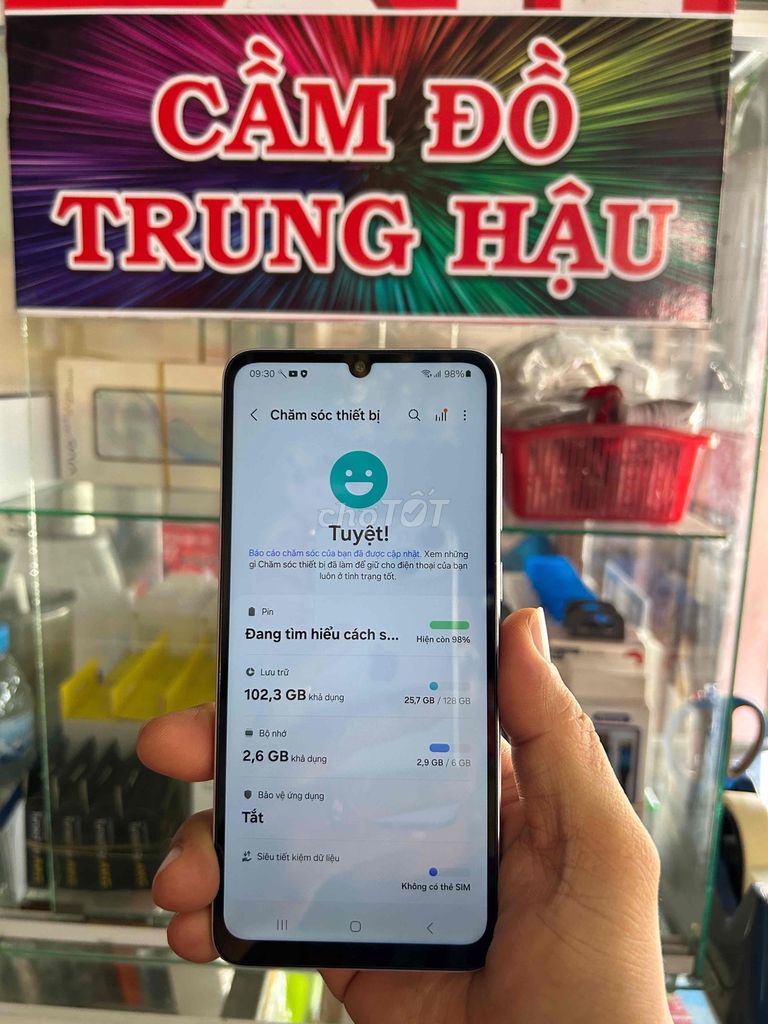 CẦM ĐỒ
TRUNG HẬU
09:30
98%
Chăm sóc thiết bị
chợTỐT
Tuyệt!
Báo cáo chăm sóc của bạn đã được cập nhật. Xem những
gì Chăm sóc thiết bị đã làm để giữ cho điện thoại của bạn
luôn ở tình trạng tốt.
Pin
Đang tìm hiểu cách s...
Hiện còn 98%
Lưu trữ
102,3 GB khả dụng
25,7 GB / 128 GB
Bộ nhớ
2,6 GB khả dụng
2,9 GB / 6 GB
Bảo vệ ứng dụng
Tắt
Siêu tiết kiệm dữ liệu
Không có thẻ SIM